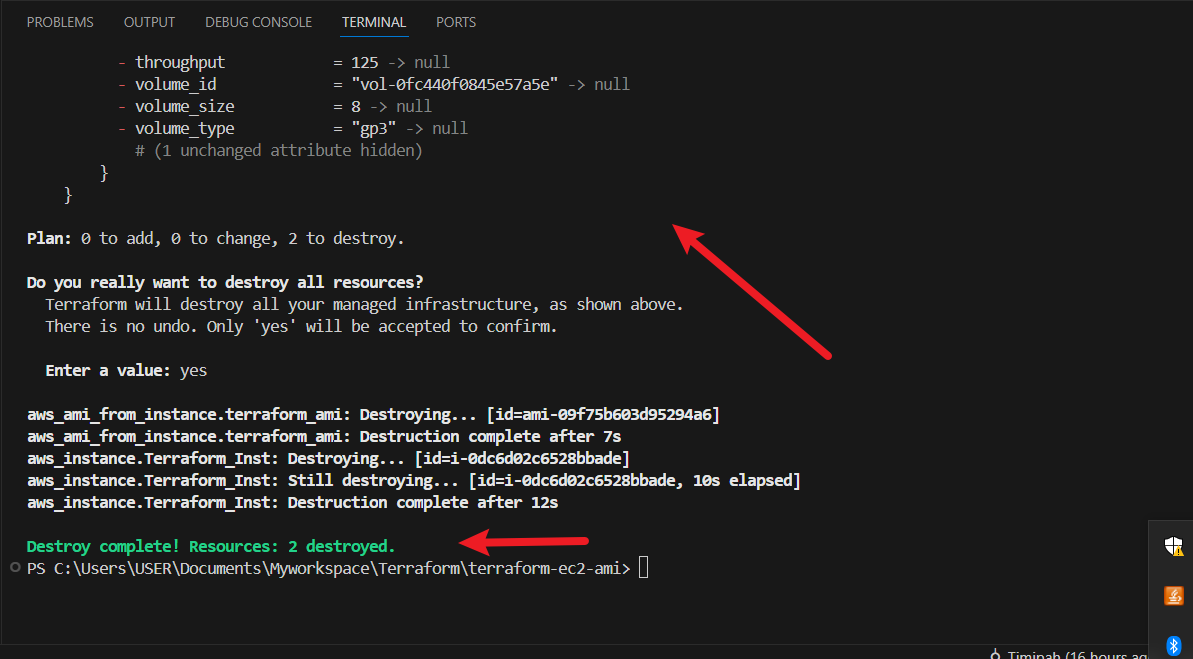 PROBLEMS OUTPUT DEBUG CONSOLE TERMINAL PORTS
- throughput = 125 -> null
- volume_id = "vol-0fc440f0845e57a5e" -> null
- volume_size = 8 -> null
- volume_type = "gp3" -> null
# (1 unchanged attribute hidden)
}
}
Plan: 0 to add, 0 to change, 2 to destroy.
Do you really want to destroy all resources?
Terraform will destroy all your managed infrastructure, as shown above.
There is no undo. Only 'yes' will be accepted to confirm.
Enter a value: yes
aws_ami_from_instance.terraform_ami: Destroying... [id=ami-09f75b603d95294a6]
aws_ami_from_instance.terraform_ami: Destruction complete after 7s
aws_instance.Terraform_Inst: Destroying... [id=i-0dc6d02c6528bbade]
aws_instance.Terraform_Inst: Still destroying... [id=i-0dc6d02c6528bbade, 10s elapsed]
aws_instance.Terraform_Inst: Destruction complete after 12s
Destroy complete! Resources: 2 destroyed.
PS C:\Users\USER\Documents\Myworkspace\Terraform\terraform-ec2-ami>
Timipah (16 hours ag